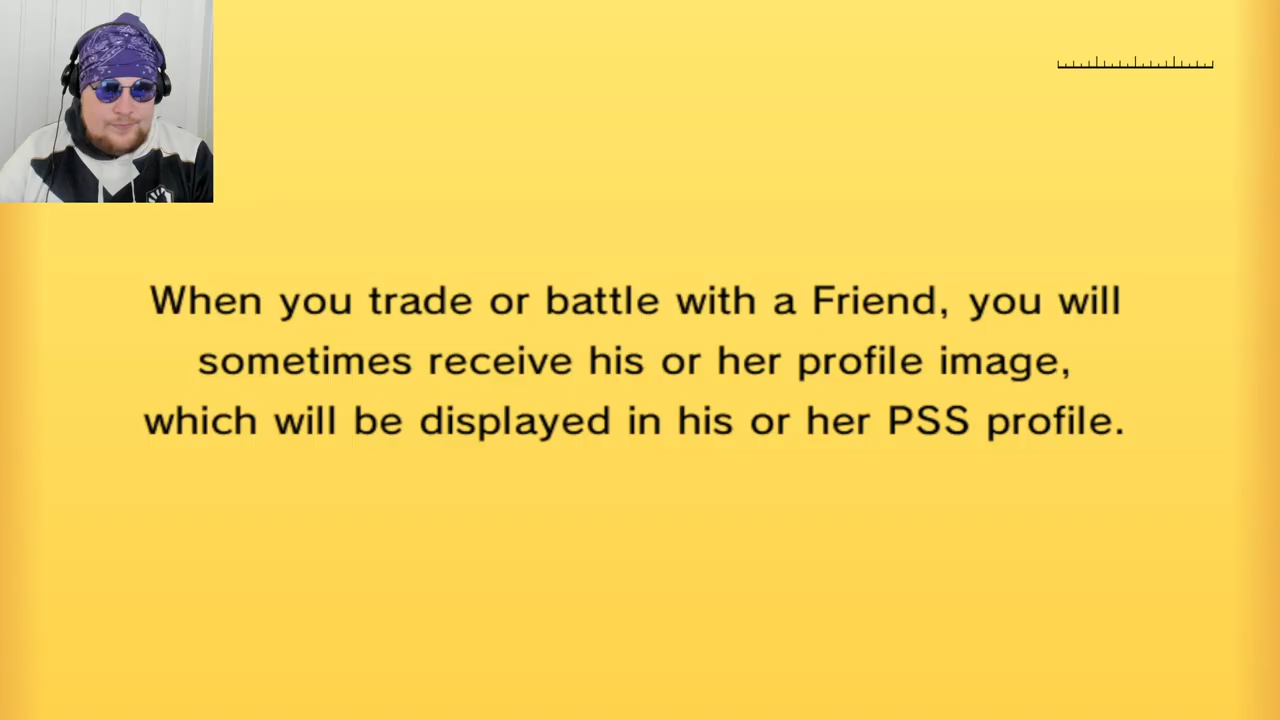 When you trade or battle with a Friend, you will
sometimes receive his or her profile image,
which will be displayed in his or her PSS profile.